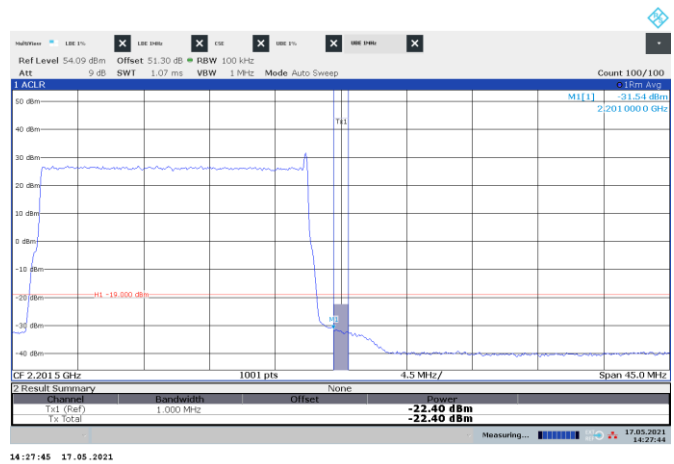 MultiView LBE 1% LBE 1MHz CSE UBE 1% UBE 1MHz
Ref Level 54.09 dBm Offset 51.30 dB RBW 100 kHz
Att 9 dB SWT 1.07 ms VBW 1 MHz Mode Auto Sweep Count 100/100
1 ACLR 1Rm Avg
M1[1] -31.54 dBm
2.201 000 0 GHz
50 dBm
Tx1
40 dBm
30 dBm
20 dBm
10 dBm
0 dBm
-10 dBm
H1 -19.000 dBm
-20 dBm
M1
-30 dBm
-40 dBm
CF 2.2015 GHz 1001 pts 4.5 MHz/ Span 45.0 MHz
2 Result Summary None
Channel Bandwidth Offset Power
Tx1 (Ref) 1.000 MHz -22.40 dBm
Tx Total -22.40 dBm
Measuring... 17.05.2021
14:27:44
14:27:45 17.05.2021